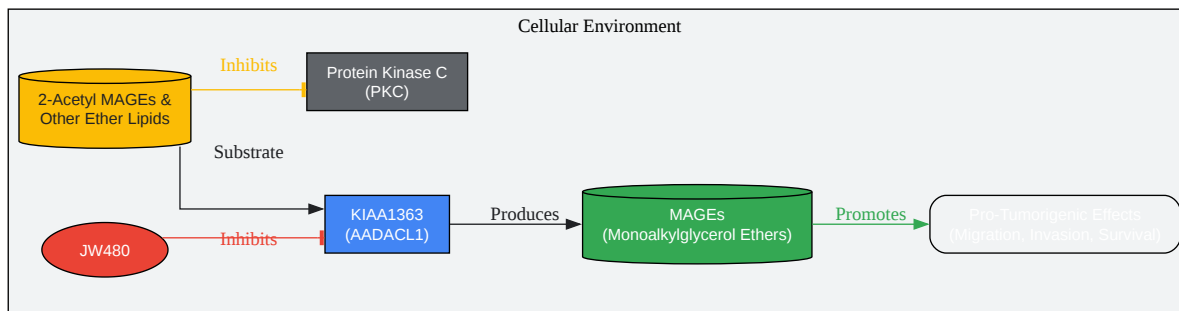 Cellular Environment
Inhibits
Protein Kinase C
(PKC)
2-Acetyl MAGEs &
Other Ether Lipids
Substrate
KIAA1363
(AADACL1)
Produces
MAGEs
(Monoalkylglycerol Ethers)
Promotes
Pro-Tumorigenic Effects
(Migration, Invasion, Survival)
JW480
Inhibits